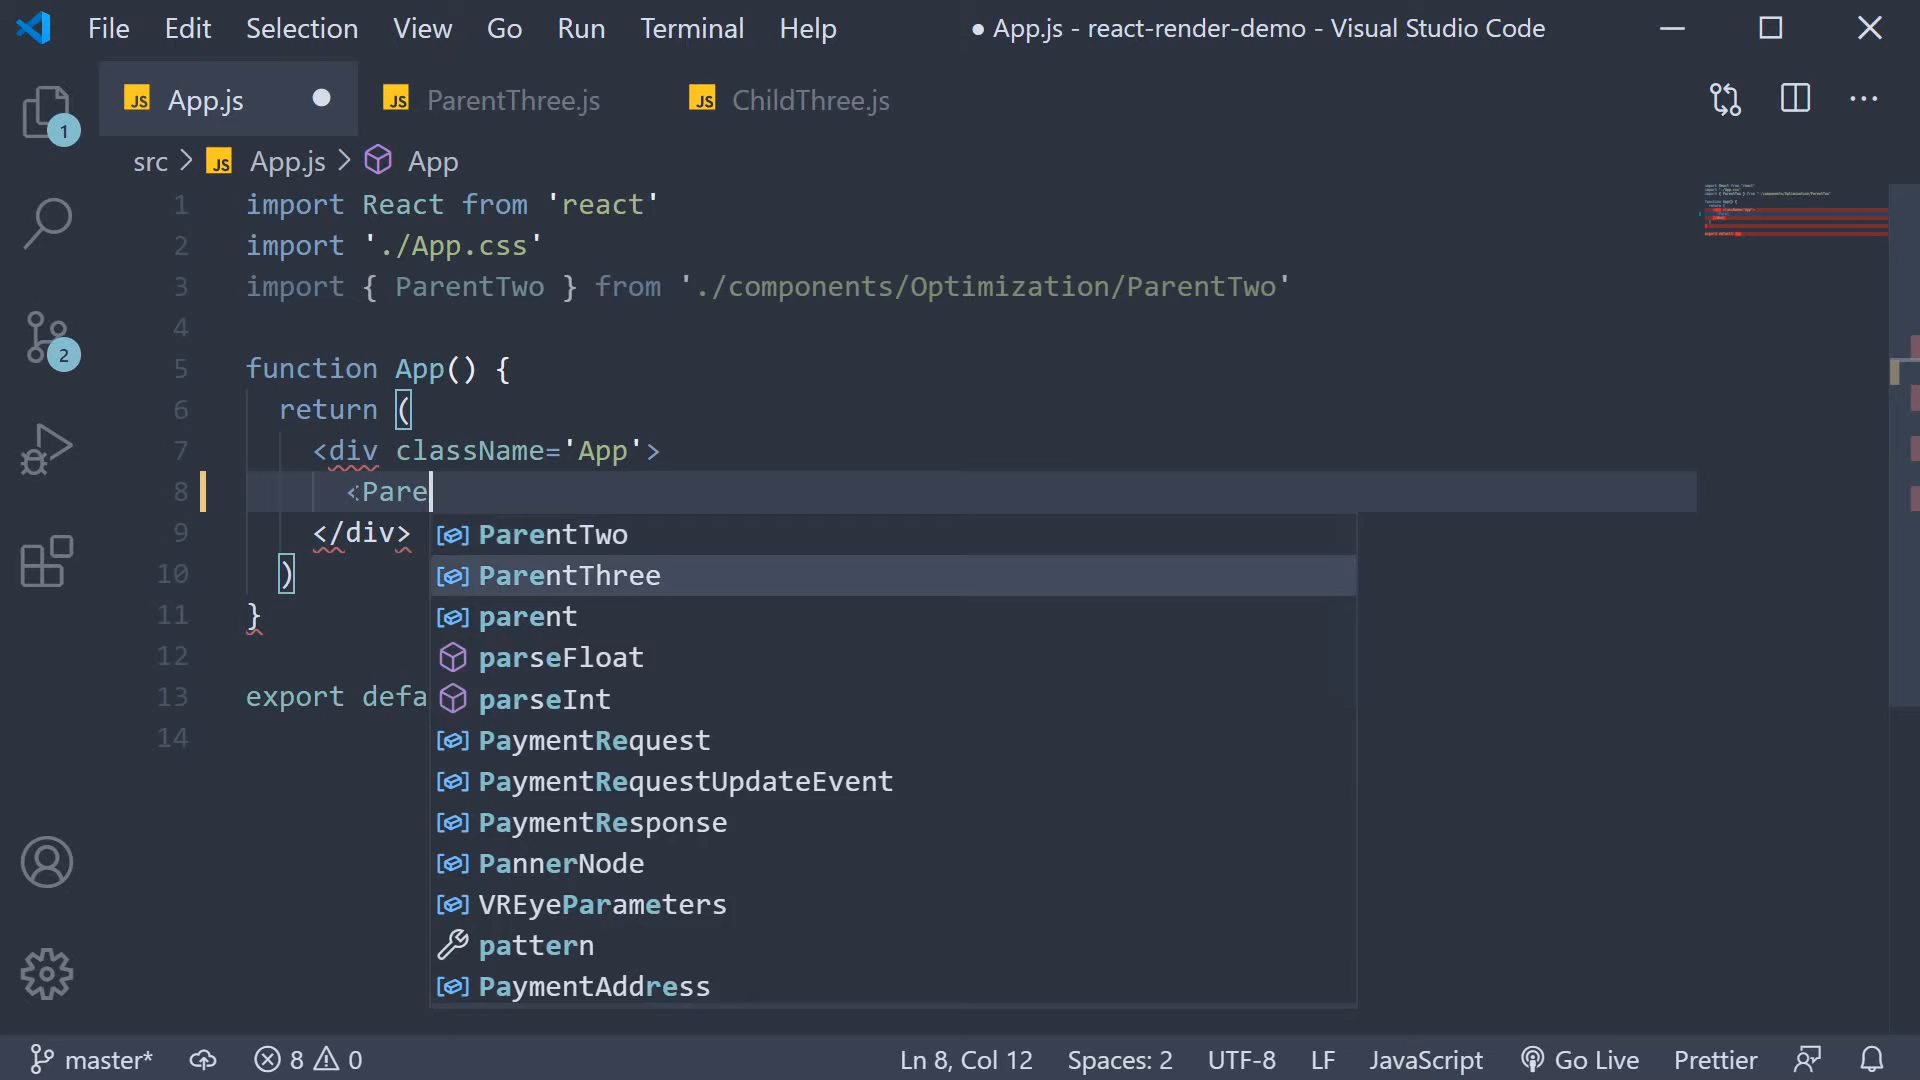 File Edit Selection View Go Run Terminal Help ● App.js - react-render-demo - Visual Studio Code
JS App.js ● JS ParentThree.js JS ChildThree.js
1
src > JS App.js > App
1 import React from 'react'
2 import './App.css'
3 import { ParentTwo } from './components/Optimization/ParentTwo'
4
2
5 function App() {
6 return (
7 <div className='App'>
8 <Pare
9 </div>
10 )
11 }
12
13 export defa
14
ParentTwo
ParentThree
parent
parseFloat
parseInt
PaymentRequest
PaymentRequestUpdateEvent
PaymentResponse
PannerNode
VREyeParameters
pattern
PaymentAddress
master* 8 0 Ln 8, Col 12 Spaces: 2 UTF-8 LF JavaScript Go Live Prettier